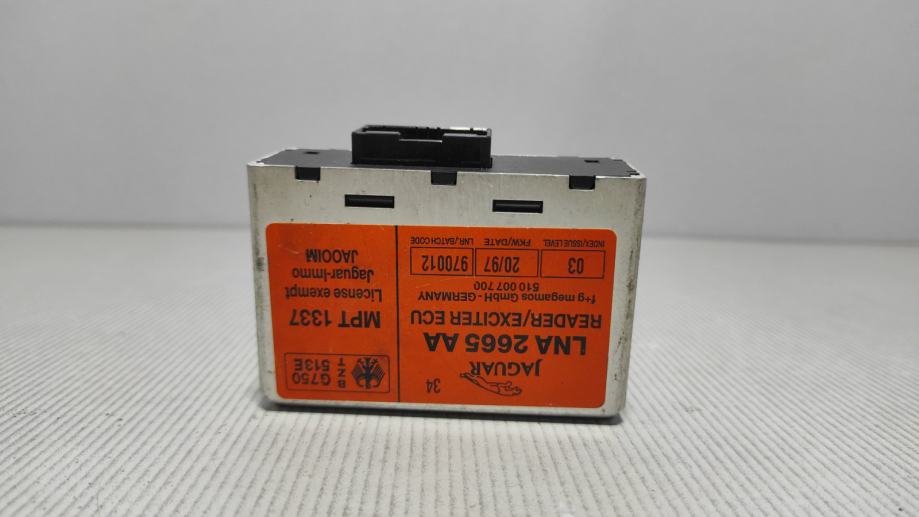 JAGUAR
34
LNA 2665 AA
READER/EXCITER ECU
f+g megamos GmbH - GERMANY
510 007 700
03
20/97
970012
INDEX/ISSUE LEVEL
FKW/DATE
LNR./BATCH CODE
B
Z
T
G750
513E
MPT 1337
License exempt
Jaguar-Immo
JAOOIM